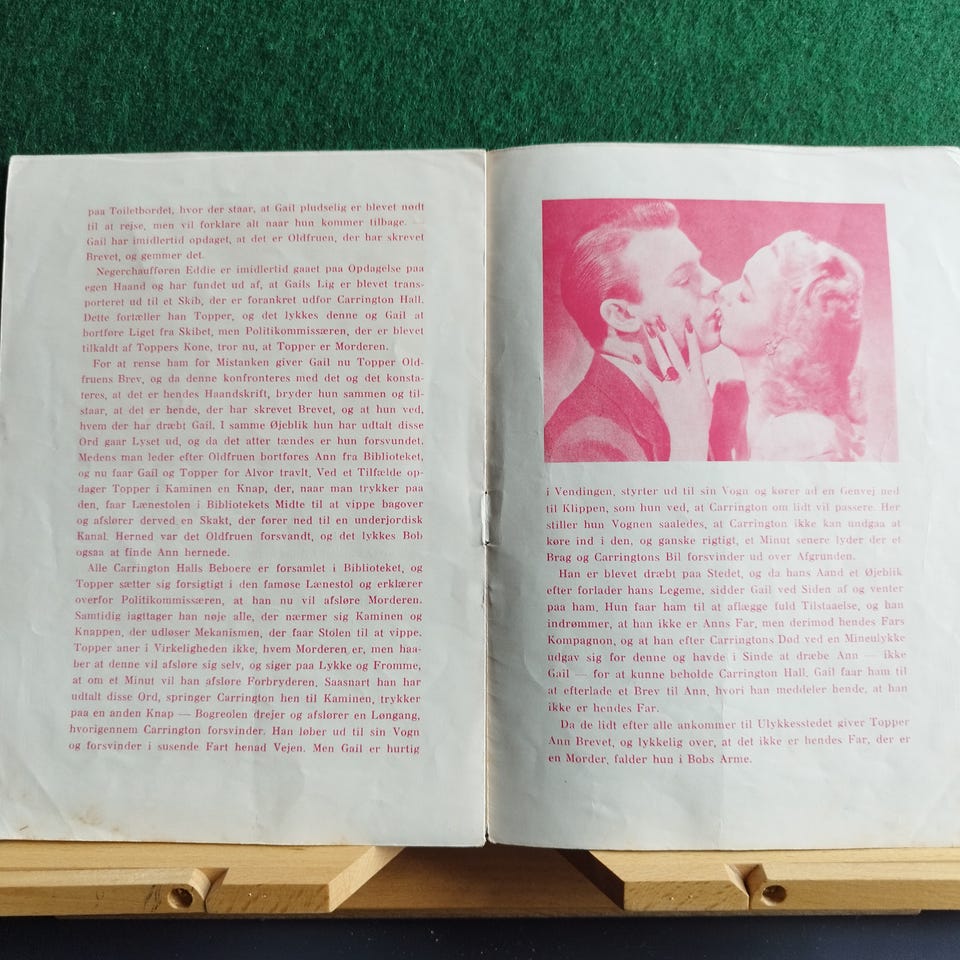 paa Toiletbordet, hvor der staar, at Gail pludselig er blevet nødt
til at rejse, men vil forklare alt naar hun kommer tilbage. —
Gail har imidlertid opdaget, at det er Oldfruen, der har skrevet
Brevet, og gemmer det.
Negerchaufføren Eddie er imidlertid gaaet paa Opdagelse paa
egen Haand og har fundet ud af, at Gails Lig er blevet trans-
porteret ud til et Skib, der er forankret udfor Carrington Hall.
Dette fortæller han Topper, og det lykkes denne og Gail at
bortføre Liget fra Skibet, men Politikommissæren, der er blevet
tilkaldt af Toppers Kone, tror nu, at Topper er Morderen.
For at rense ham for Mistanken giver Gail nu Topper Old-
fruens Brev, og da denne konfronteres med det og det konsta-
teres, at det er hendes Haandskrift, bryder hun sammen og til-
staar, at det er hende, der har skrevet Brevet, og at hun ved,
hvem der har dræbt Gail. I samme Øjeblik hun har udtalt disse
Ord gaar Lyset ud, og da det atter tændes er hun forsvundet.
Medens man leder efter Oldfruen bortføres Ann fra Biblioteket,
og nu faar Gail og Topper for Alvor travlt. Ved et Tilfælde op-
dager Topper i Kaminen en Knap, der, naar man trykker paa
den, faar Lænestolen i Bibliotekets Midte til at vippe bagover
og afslører derved en Skakt, der fører ned til en underjordisk
Kanal. Herned var det Oldfruen forsvandt, og det lykkes Bob
ogsaa at finde Ann hernede.
Alle Carrington Halls Beboere er forsamlet i Biblioteket, og
Topper sætter sig forsigtigt i den famøse Lænestol og erklærer
overfor Politikommissæren, at han nu vil afsløre Morderen.
Samtidig iagttager han nøje alle, der nærmer sig Kaminen og
Knappen, der udløser Mekanismen, der faar Stolen til at vippe.
Topper aner i Virkeligheden ikke, hvem Morderen er, men haa-
ber at denne vil afsløre sig selv, og siger paa Lykke og Fromme,
at om et Minut vil han afsløre Forbryderen. Saasnart han har
udtalt disse Ord, springer Carrington hen til Kaminen, trykker
paa en anden Knap — Bogreolen drejer og afslører en Løngang,
hvorigennem Carrington forsvinder. Han løber ud til sin Vogn
og forsvinder i susende Fart henad Vejen. Men Gail er hurtig
i Vendingen, styrter ud til sin Vogn og kører ad en Genvej ned
til Klippen, som hun ved, at Carrington om lidt vil passere. Her
stiller hun Vognen saaledes, at Carrington ikke kan undgaa at
køre ind i den, og ganske rigtigt, et Minut senere lyder der et
Brag og Carringtons Bil forsvinder ud over Afgrunden.
Han er blevet dræbt paa Stedet, og da hans Aand et Øjeblik
efter forlader hans Legeme, sidder Gail ved Siden af og venter
paa ham. Hun faar ham til at aflægge fuld Tilstaaelse, og han
indrømmer, at han ikke er Anns Far, men derimod hendes Fars
Kompagnon, og at han efter Carringtons Død ved en Mineulykke
udgav sig for denne og havde i Sinde at dræbe Ann — ikke
Gail — for at kunne beholde Carrington Hall. Gail faar ham til
at efterlade et Brev til Ann, hvori han meddeler hende, at han
ikke er hendes Far.
Da de lidt efter alle ankommer til Ulykkesstedet giver Topper
Ann Brevet, og lykkelig over, at det ikke er hendes Far, der er
en Morder, falder hun i Bobs Arme.